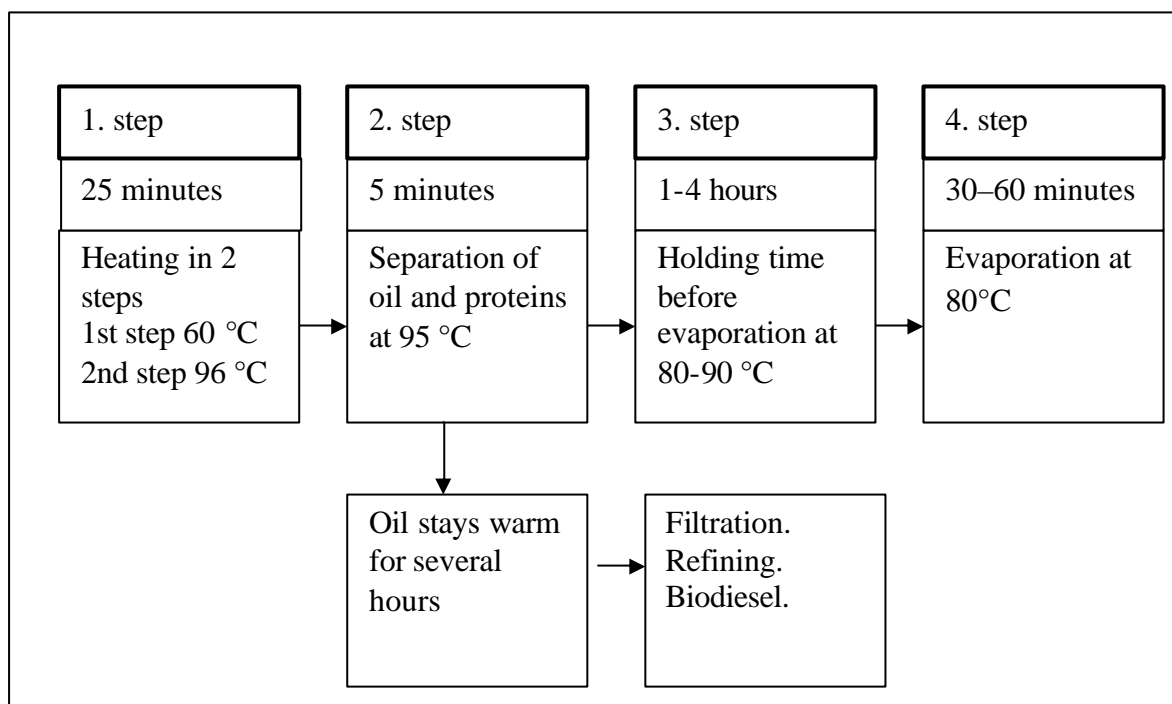 1. step
25 minutes
Heating in 2
steps
1st step 60 °C
2nd step 96 °C
2. step
5 minutes
Separation of
oil and proteins
at 95 °C
3. step
1-4 hours
Holding time
before
evaporation at
80-90 °C
4. step
30–60 minutes
Evaporation at
80°C
Oil stays warm
for several
hours
Filtration.
Refining.
Biodiesel.